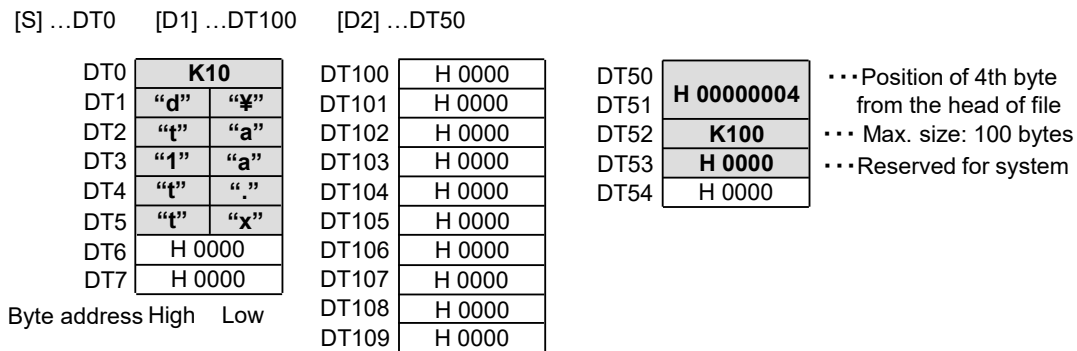 [S] …DT0 [D1] …DT100 [D2] …DT50
DT0 K10
DT1 “d” “¥”
DT2 “t” “a”
DT3 “1” “a”
DT4 “t” “.”
DT5 “t” “x”
DT6 H 0000
DT7 H 0000
Byte address High Low
DT100 H 0000
DT101 H 0000
DT102 H 0000
DT103 H 0000
DT104 H 0000
DT105 H 0000
DT106 H 0000
DT107 H 0000
DT108 H 0000
DT109 H 0000
DT50 H 00000004 ･･･Position of 4th byte
DT51 from the head of file
DT52 K100 ･･･ Max. size: 100 bytes
DT53 H 0000 ･･･Reserved for system
DT54 H 0000